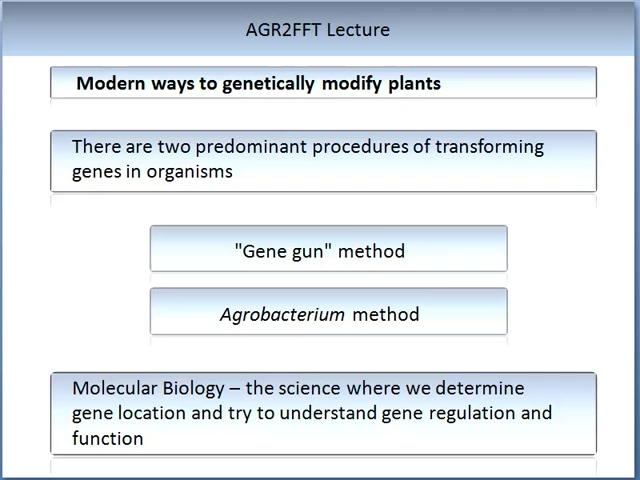 AGR2FFT Lecture
Modern ways to genetically modify plants
There are two predominant procedures of transforming
genes in organisms
"Gene gun" method
Agrobacterium method
Molecular Biology – the science where we determine
gene location and try to understand gene regulation and
function